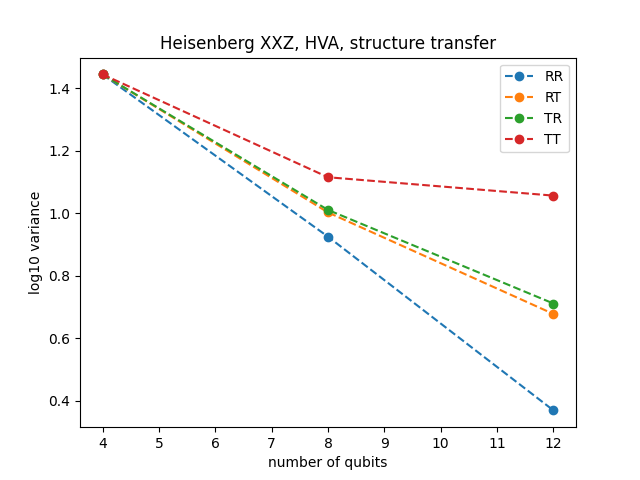 Heisenberg XXZ, HVA, structure transfer
RR
RT
TR
TT
log10 variance
1.4
1.2
1.0
0.8
0.6
0.4
4 5 6 7 8 9 10 11 12
number of qubits